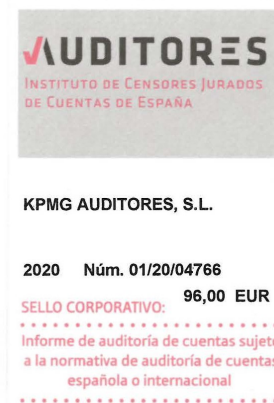 AUDITORES
INSTITUTO DE CENSORES JURADOS
DE CUENTAS DE ESPAÑA
KPMG AUDITORES, S.L.
2020 Núm. 01/20/04766
96,00 EUR
SELLO CORPORATIVO:
Informe de auditoría de cuentas sujeto
a la normativa de auditoría de cuentas
española o internacional